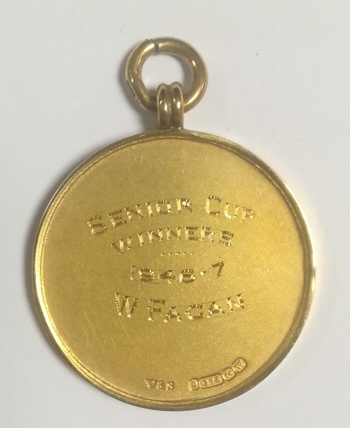 SENIOR CUP
WINNERS
1946-7
W FAGAN